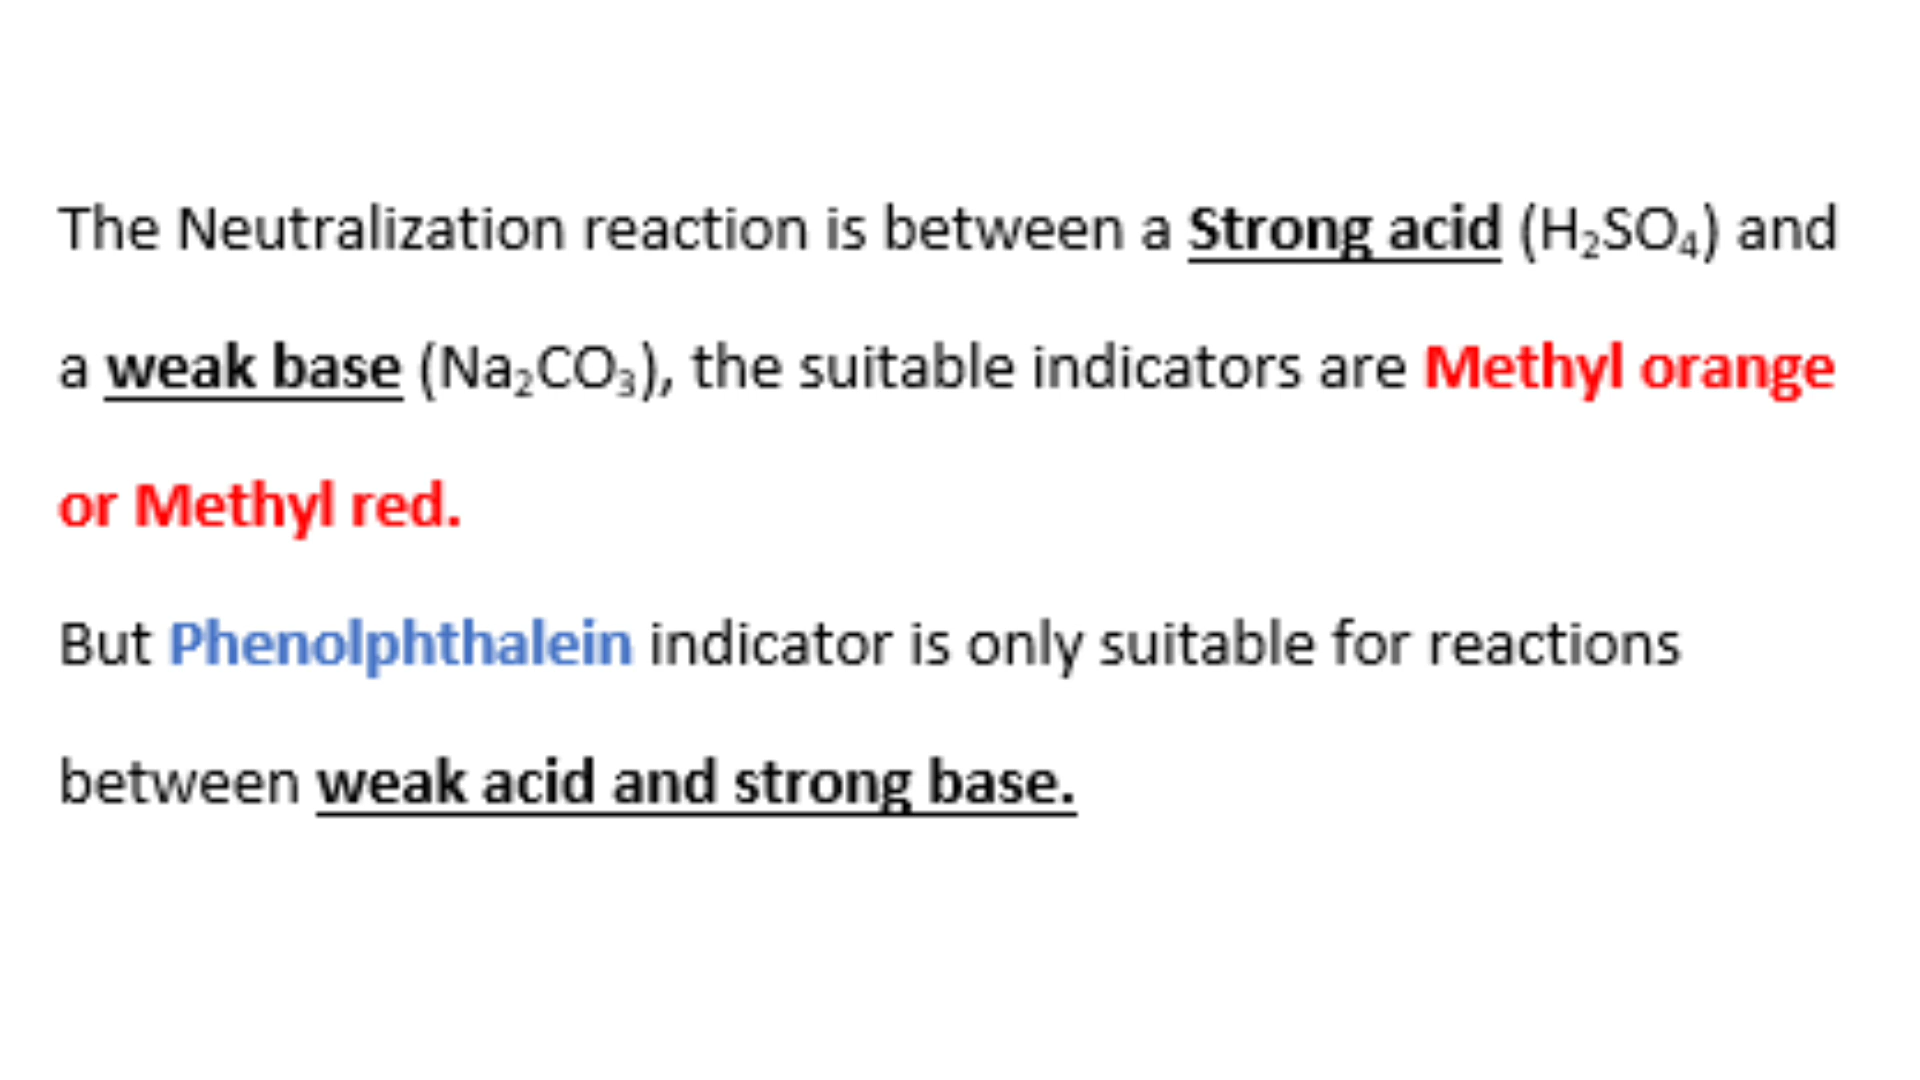 The Neutralization reaction is between a Strong acid (H₂SO₄) and
a weak base (Na₂CO₃), the suitable indicators are Methyl orange
or Methyl red.
But Phenolphthalein indicator is only suitable for reactions
between weak acid and strong base.